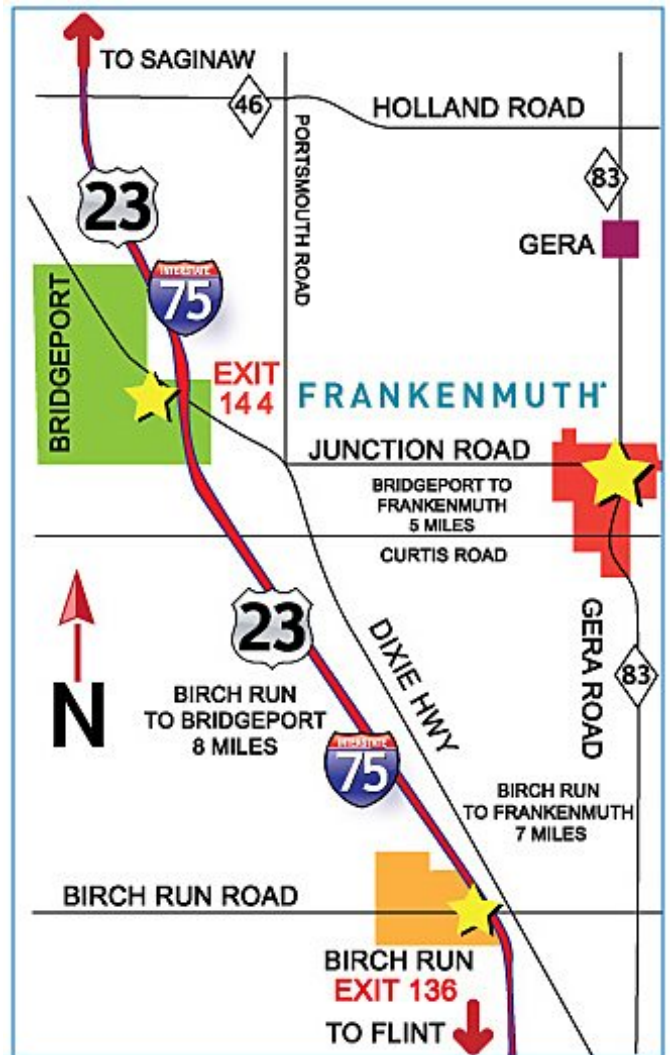 TO SAGINAW
46
HOLLAND ROAD
PORTSMOUTH ROAD
83
23
GERA
INTERSTATE
75
BRIDGEPORT
EXIT
144
FRANKENMUTH
JUNCTION ROAD
BRIDGEPORT TO
FRANKENMUTH
5 MILES
CURTIS ROAD
23
DIXIE HWY
GERA ROAD
83
N
BIRCH RUN
TO BRIDGEPORT
8 MILES
INTERSTATE
75
BIRCH RUN
TO FRANKENMUTH
7 MILES
BIRCH RUN ROAD
BIRCH RUN
EXIT 136
TO FLINT